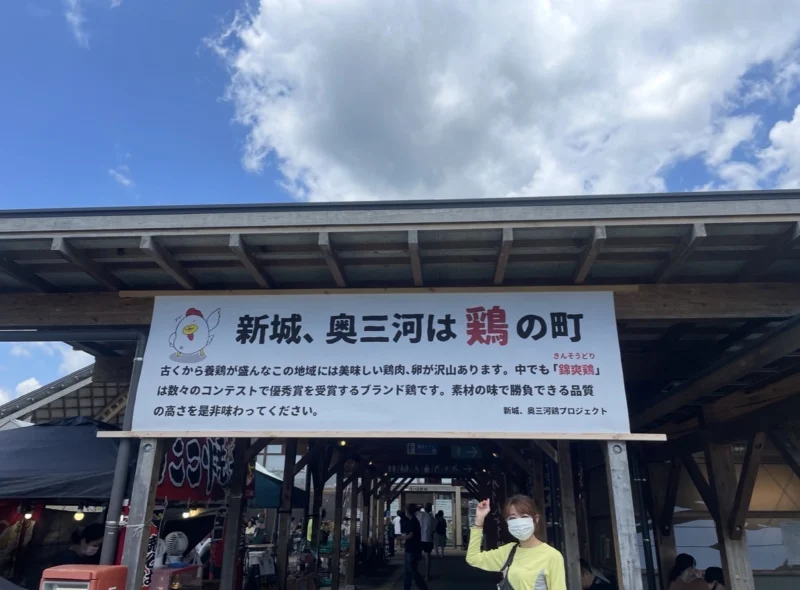 新城、奥三河は鶏の町
古くから養鶏が盛んなこの地域には美味しい鶏肉、卵が沢山あります。中でも「錦爽鶏」
きんそうどり
は数々のコンテストで優秀賞を受賞するブランド鶏です。素材の味で勝負できる品質
の高さを是非味わってください。
新城、奥三河鶏プロジェクト